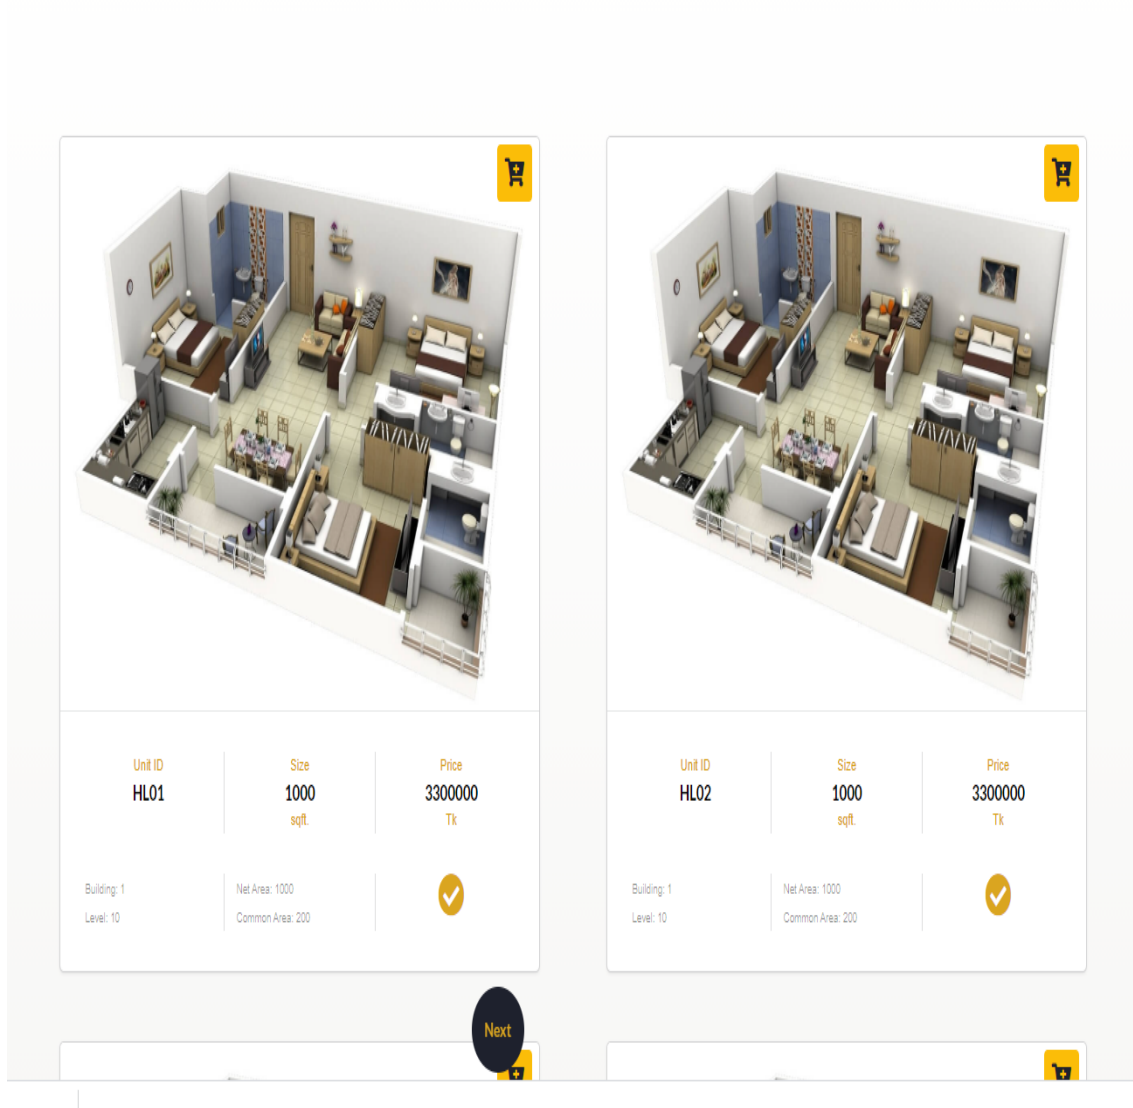 Unit ID Size Price
HL01 1000 3300000
sqft. Tk
Building: 1 Net Area: 1000
Level: 10 Common Area: 200
Unit ID Size Price
HL02 1000 3300000
sqft. Tk
Building: 1 Net Area: 1000
Level: 10 Common Area: 200
Next